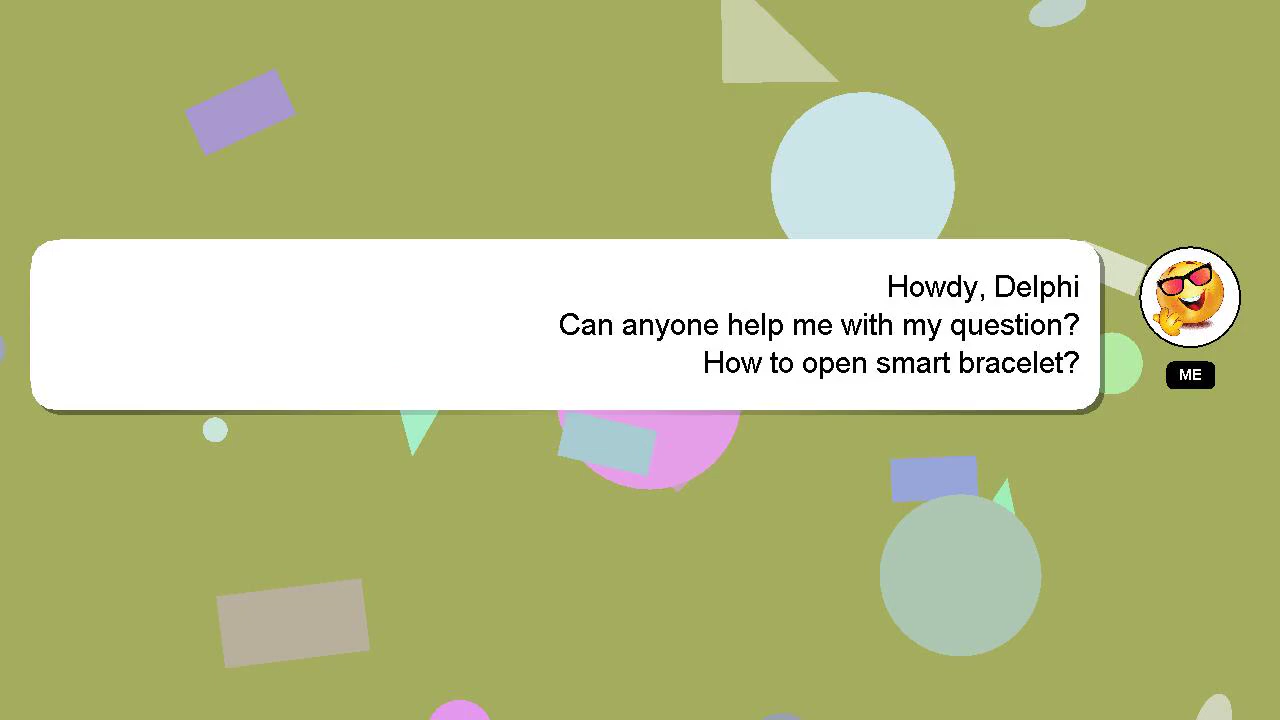 Howdy, Delphi
Can anyone help me with my question?
How to open smart bracelet?
ME